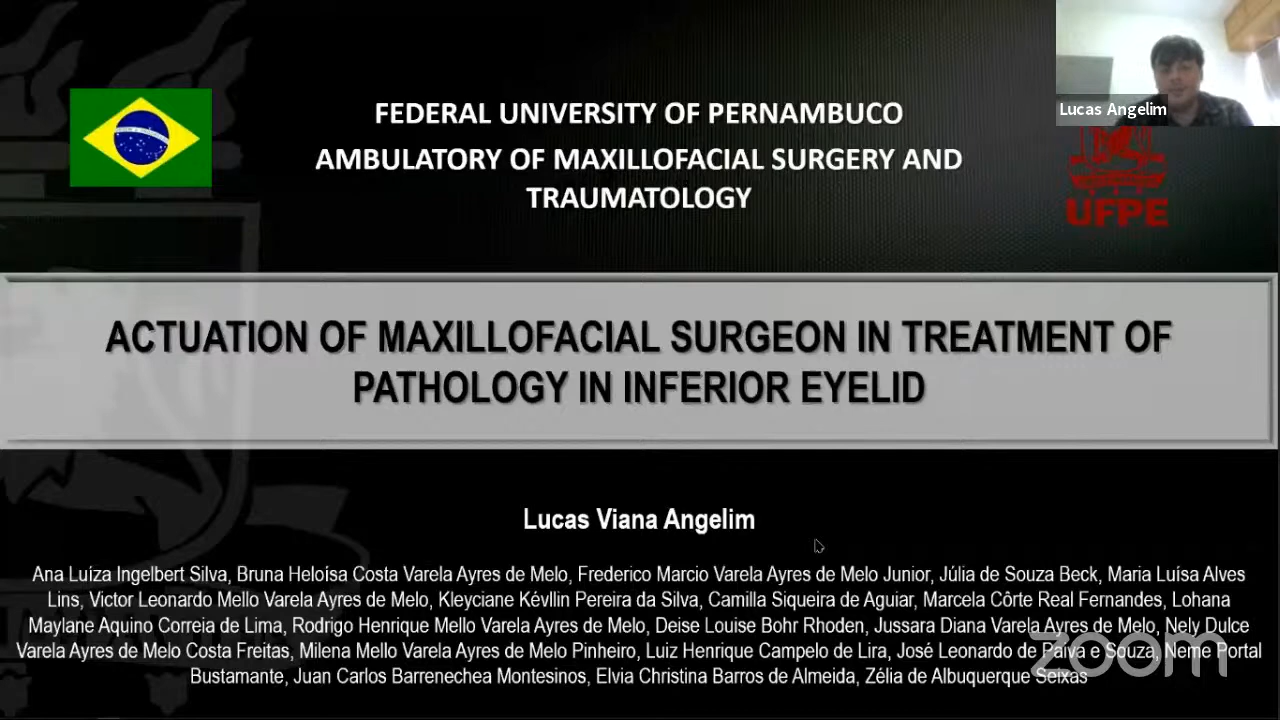 FEDERAL UNIVERSITY OF PERNAMBUCO
AMBULATORY OF MAXILLOFACIAL SURGERY AND
TRAUMATOLOGY
Lucas Angelim
UFPE
ACTUATION OF MAXILLOFACIAL SURGEON IN TREATMENT OF
PATHOLOGY IN INFERIOR EYELID
Lucas Viana Angelim
Ana Luíza Ingelbert Silva, Bruna Heloísa Costa Varela Ayres de Melo, Frederico Marcio Varela Ayres de Melo Junior, Júlia de Souza Beck, Maria Luísa Alves
Lins, Victor Leonardo Mello Varela Ayres de Melo, Kleyciane Kévllin Pereira da Silva, Camilla Siqueira de Aguiar, Marcela Côrte Real Fernandes, Lohana
Maylane Aquino Correia de Lima, Rodrigo Henrique Mello Varela Ayres de Melo, Deise Louise Bohr Rhoden, Jussara Diana Varela Ayres de Melo, Nely Dulce
Varela Ayres de Melo Costa Freitas, Milena Mello Varela Ayres de Melo Pinheiro, Luiz Henrique Campelo de Lira, José Leonardo de Paiva e Souza, Neme Portal
Bustamante, Juan Carlos Barrenechea Montesinos, Elvia Christina Barros de Almeida, Zélia de Albuquerque Seixas
zoom